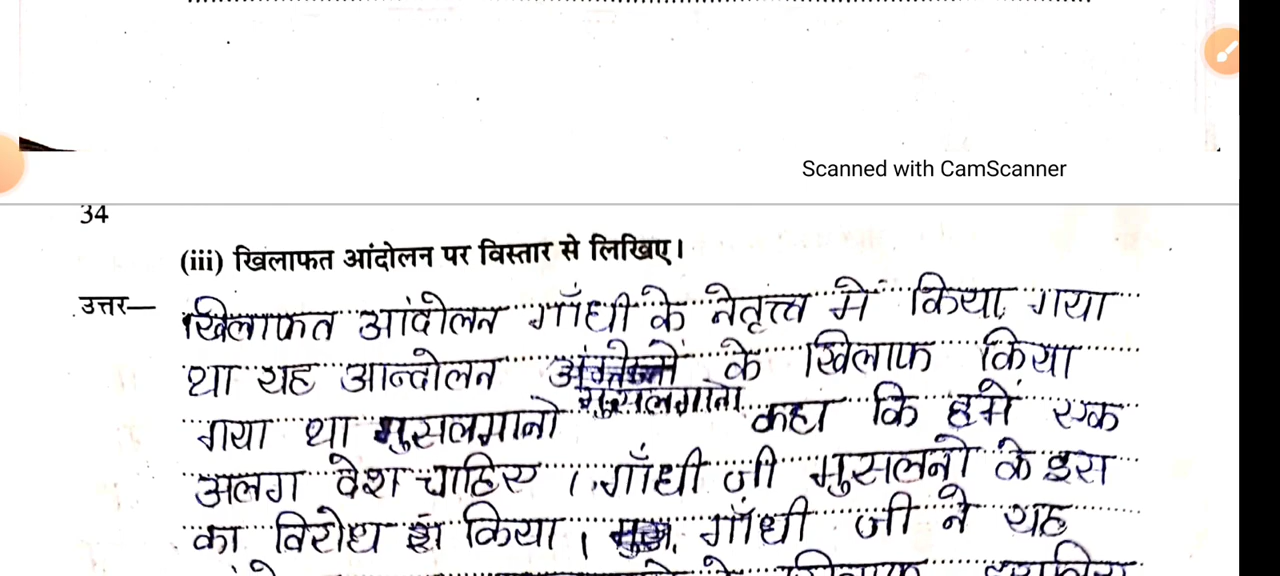 Scanned with CamScanner
34
(iii) खिलाफत आंदोलन पर विस्तार से लिखिए।
उत्तर— खिलाफत आंदोलन गाँधी के नेतृत्त्व में किया गया
था यह आन्दोलन के खिलाफ किया
मुसलमानो
गया था मुसलमानो कहा कि हमें एक
अलग देश चाहिए । गाँधी जी मुसलनो के इस
का विरोध किया । गाँधी जी ने यह